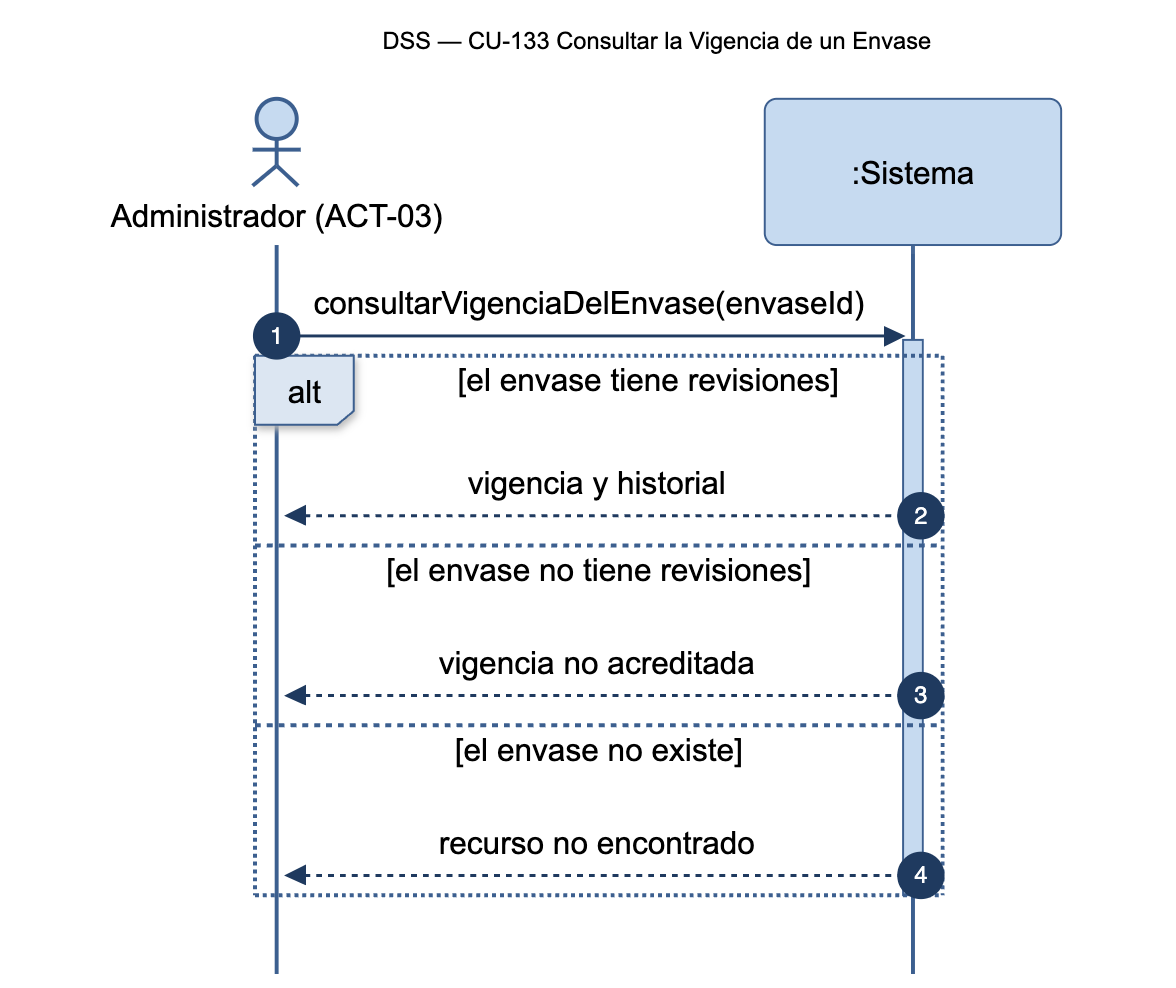 DSS — CU-133 Consultar la Vigencia de un Envase
:Sistema
Administrador (ACT-03)
consultarVigenciaDelEnvase(envaseId)
1
alt
[el envase tiene revisiones]
vigencia y historial
2
[el envase no tiene revisiones]
vigencia no acreditada
3
[el envase no existe]
recurso no encontrado
4